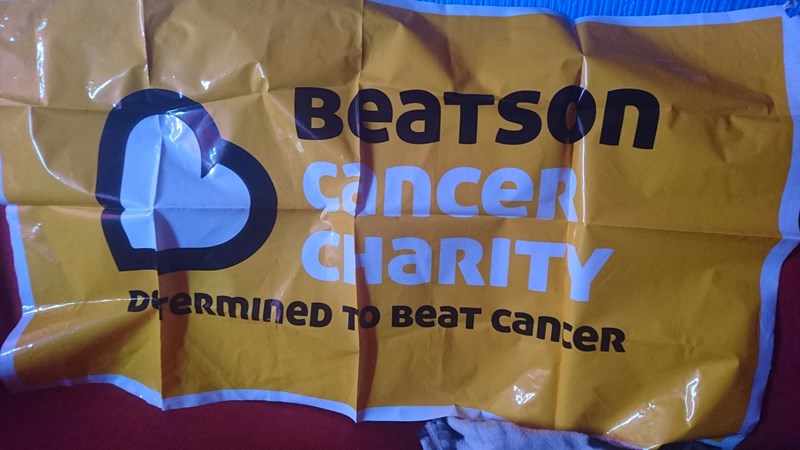 BeaTson
cancer
CHaRITY
DeTeRMIneD TO BeaT canceR